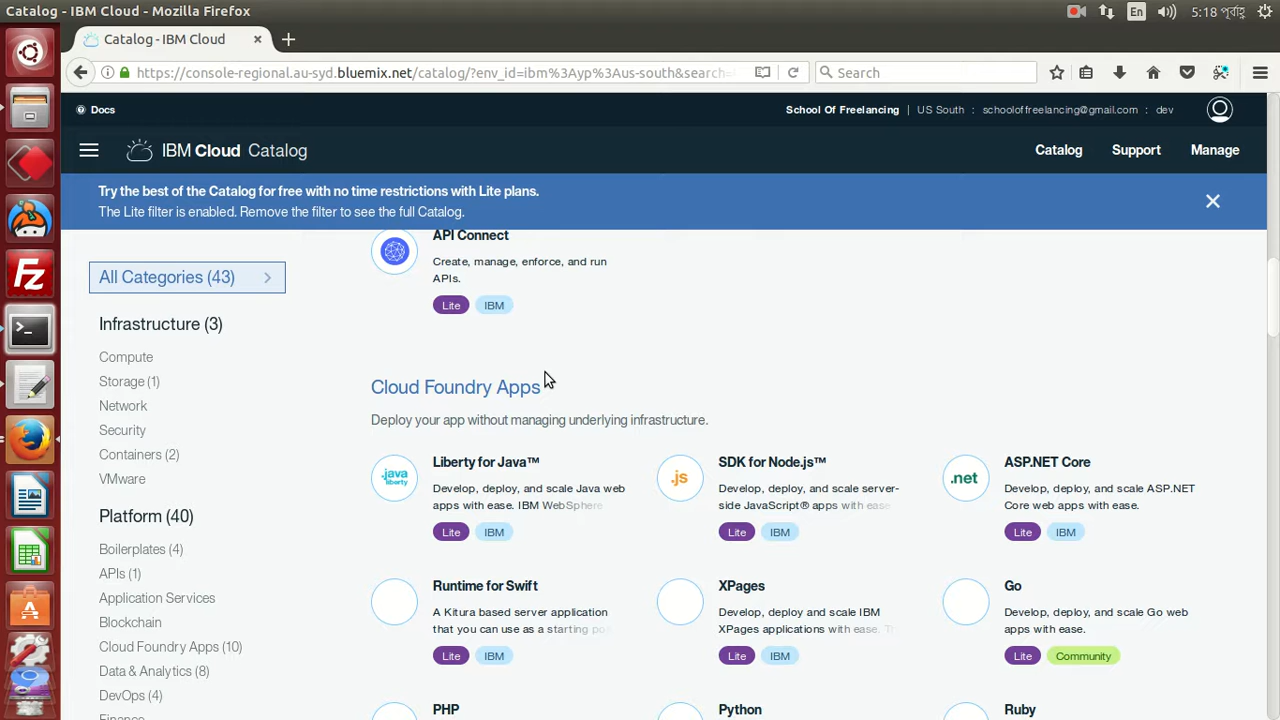 Catalog - IBM Cloud - Mozilla Firefox
En
5:18 পূর্বাহ্ণ
Catalog - IBM Cloud
https://console-regional.au-syd.bluemix.net/catalog/?env_id=ibm%3Ayp%3Aus-south&search=
Search
Docs
School Of Freelancing | US South : schooloffreelancing@gmail.com : dev
IBM Cloud Catalog
Catalog
Support
Manage
Try the best of the Catalog for free with no time restrictions with Lite plans.
The Lite filter is enabled. Remove the filter to see the full Catalog.
All Categories (43)
Infrastructure (3)
Compute
Storage (1)
Network
Security
Containers (2)
VMware
Platform (40)
Boilerplates (4)
APIs (1)
Application Services
Blockchain
Cloud Foundry Apps (10)
Data & Analytics (8)
DevOps (4)
Finance
API Connect
Create, manage, enforce, and run
APIs.
Lite IBM
Cloud Foundry Apps
Deploy your app without managing underlying infrastructure.
java
liberty
Liberty for Java™
Develop, deploy, and scale Java web
apps with ease. IBM WebSphere
Lite IBM
.js
SDK for Node.js™
Develop, deploy, and scale server-
side JavaScript® apps with ease
Lite IBM
.net
ASP.NET Core
Develop, deploy, and scale ASP.NET
Core web apps with ease.
Lite IBM
Runtime for Swift
A Kitura based server application
that you can use as a starting po
Lite IBM
XPages
Develop, deploy and scale IBM
XPages applications with ease. T
Lite IBM
Go
Develop, deploy, and scale Go web
apps with ease.
Lite Community
PHP
Python
Ruby